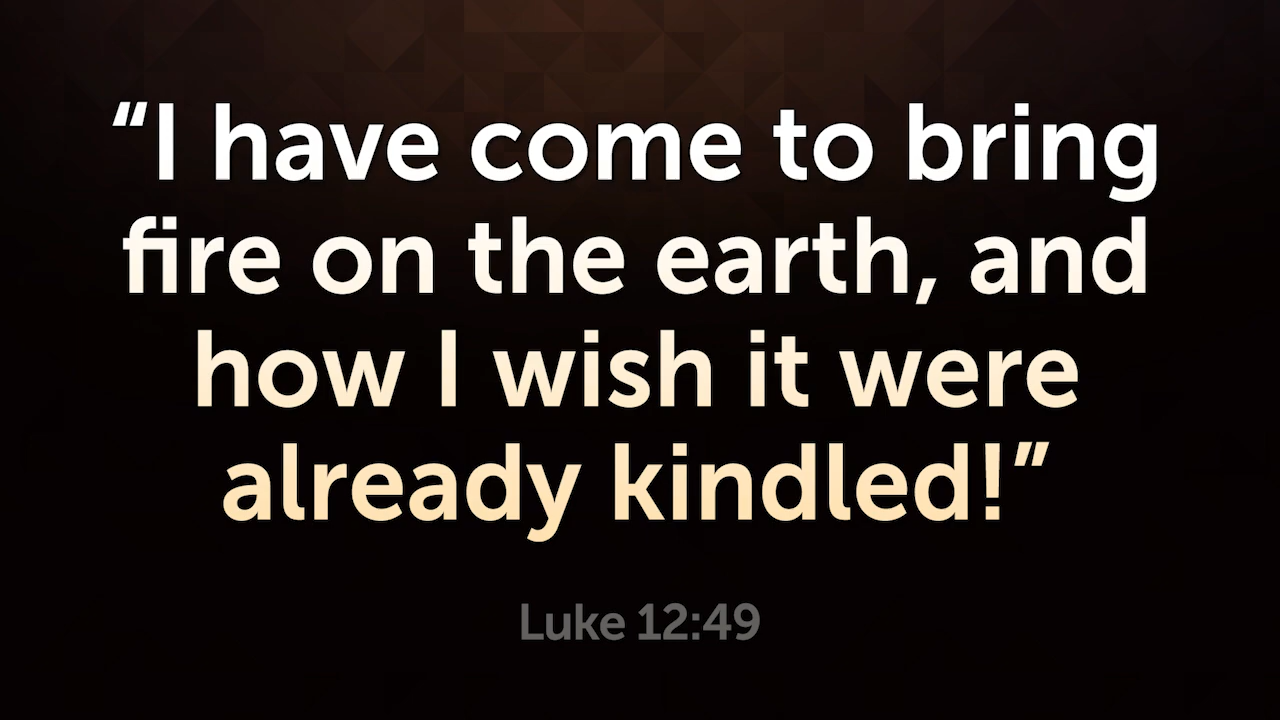 “I have come to bring
fire on the earth, and
how I wish it were
already kindled!”
Luke 12:49